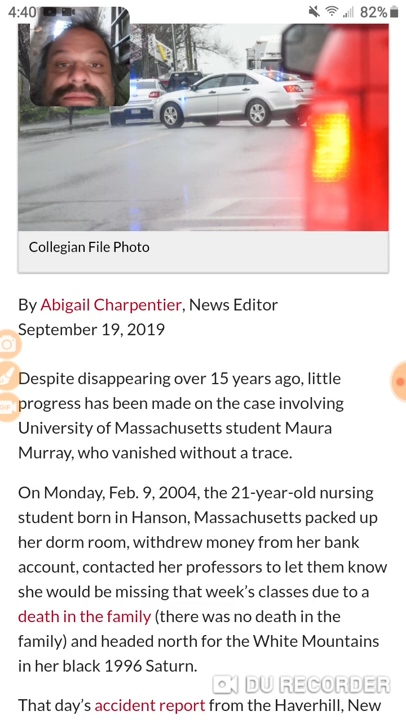 4:40
82%
Collegian File Photo
By Abigail Charpentier, News Editor
September 19, 2019
Despite disappearing over 15 years ago, little
progress has been made on the case involving
University of Massachusetts student Maura
Murray, who vanished without a trace.
On Monday, Feb. 9, 2004, the 21-year-old nursing
student born in Hanson, Massachusetts packed up
her dorm room, withdrew money from her bank
account, contacted her professors to let them know
she would be missing that week's classes due to a
death in the family (there was no death in the
family) and headed north for the White Mountains
in her black 1996 Saturn.
DU RECORDER
That day's accident report from the Haverhill, New